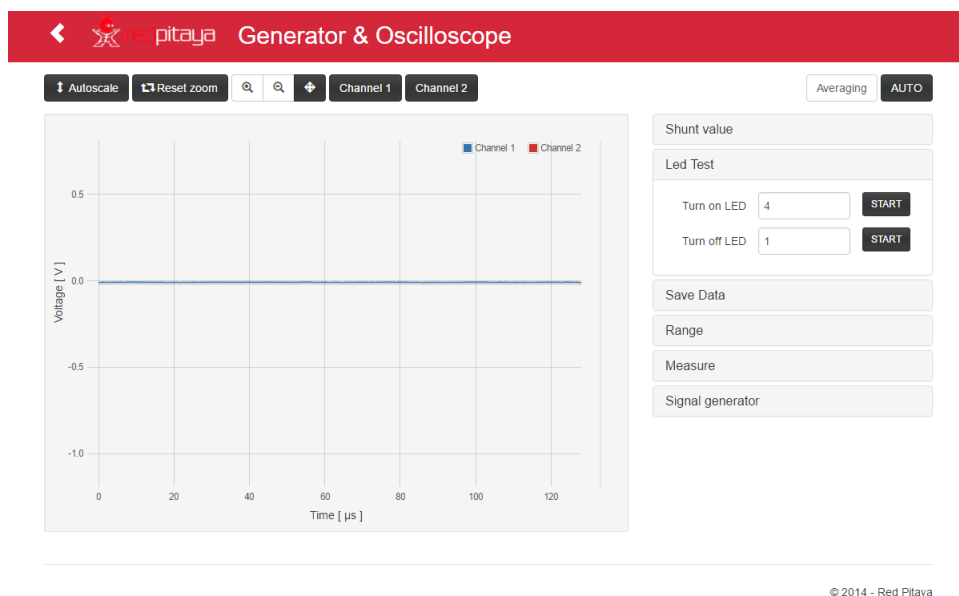 redpitaya Generator & Oscilloscope
Autoscale Reset zoom Channel 1 Channel 2 Averaging AUTO
Channel 1 Channel 2
0.5
0.0
-0.5
-1.0
Voltage [ V ]
0 20 40 60 80 100 120
Time [ µs ]
Shunt value
Led Test
Turn on LED 4 START
Turn off LED 1 START
Save Data
Range
Measure
Signal generator
© 2014 - Red Pitaya